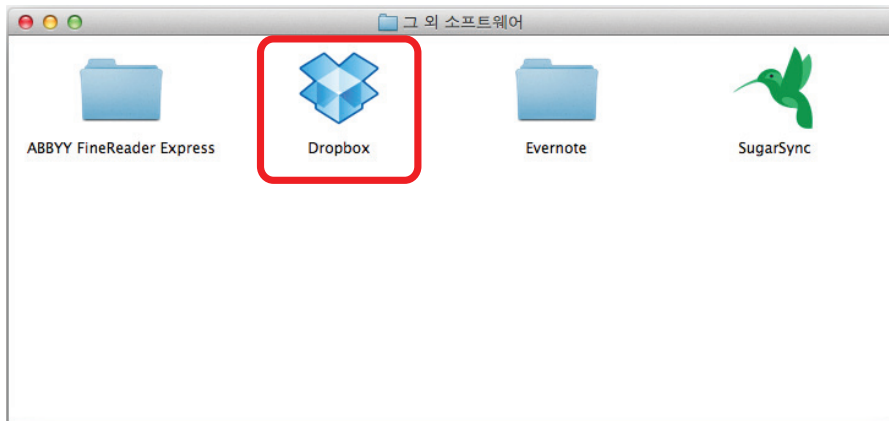 그 외 소프트웨어
ABBYY FineReader Express
Dropbox
Evernote
SugarSync